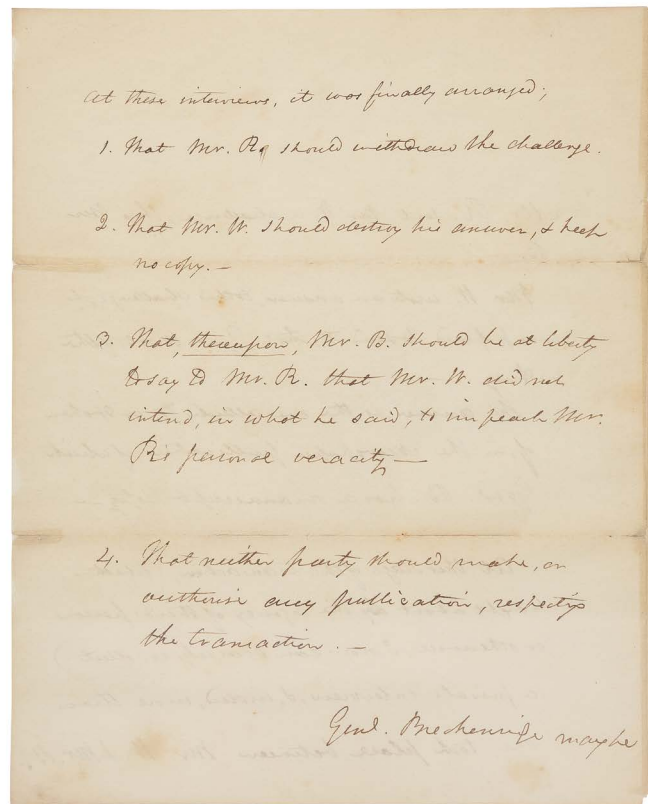 At these interviews, it was finally arranged;
1. That Mr. R. should withdraw the challenge.
2. That Mr. W. should destroy his answer, & keep
no copy.—
3. That, thereupon, Mr. B. should be at liberty
to say to Mr. R. that Mr. W. did not
intend, in what he said, to impeach Mr.
R's personal veracity—
4. That neither party should make, or
authorise any publication, respectg
the transaction.—
Genl. Breckenridge maybe